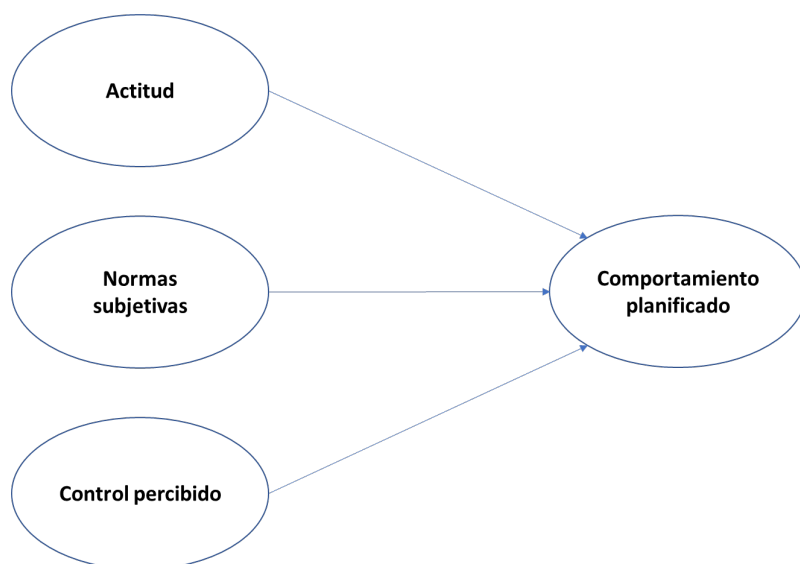 Actitud
Normas
subjetivas
Comportamiento
planificado
Control percibido